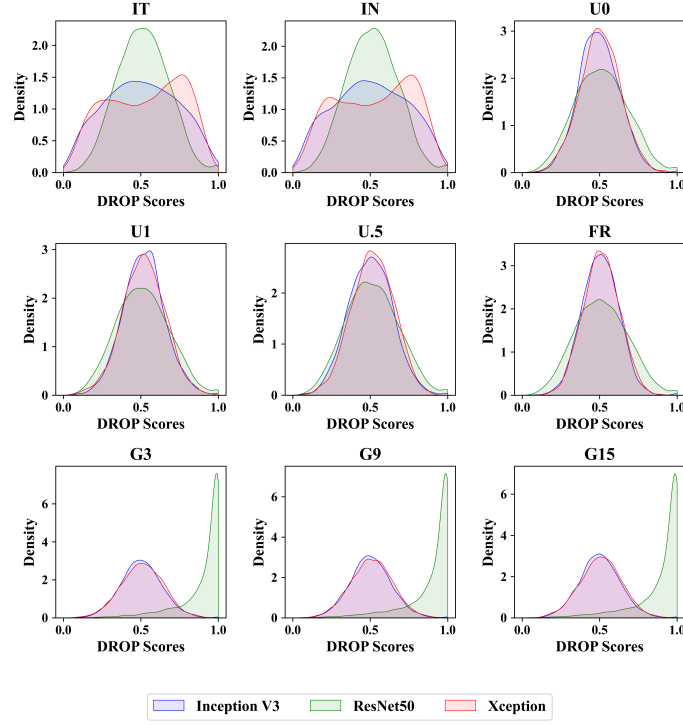 IT IN U0
Density 2.0 1.5 1.0 0.5 0.0
0.0 0.5 1.0
DROP Scores
Density 2.0 1.5 1.0 0.5 0.0
0.0 0.5 1.0
DROP Scores
Density 3 2 1 0
0.0 0.5 1.0
DROP Scores
U1 U.5 FR
Density 3 2 1 0
0.0 0.5 1.0
DROP Scores
Density 2 1 0
0.0 0.5 1.0
DROP Scores
Density 3 2 1 0
0.0 0.5 1.0
DROP Scores
G3 G9 G15
Density 6 4 2 0
0.0 0.5 1.0
DROP Scores
Density 6 4 2 0
0.0 0.5 1.0
DROP Scores
Density 6 4 2 0
0.0 0.5 1.0
DROP Scores
Inception V3 ResNet50 Xception